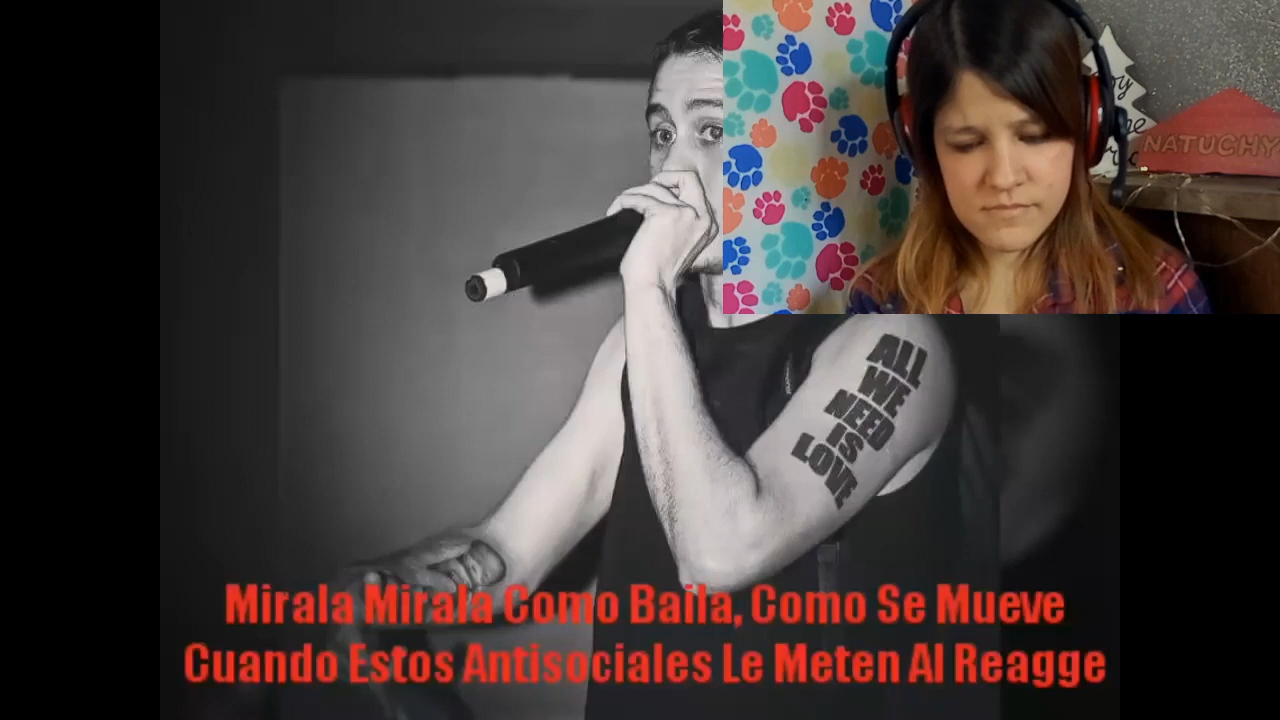 NATUCHY
ALL
WE
NEED
IS
LOVE
Mirala Mirala Como Baila, Como Se Mueve
Cuando Estos Antisociales Le Meten Al Reagge